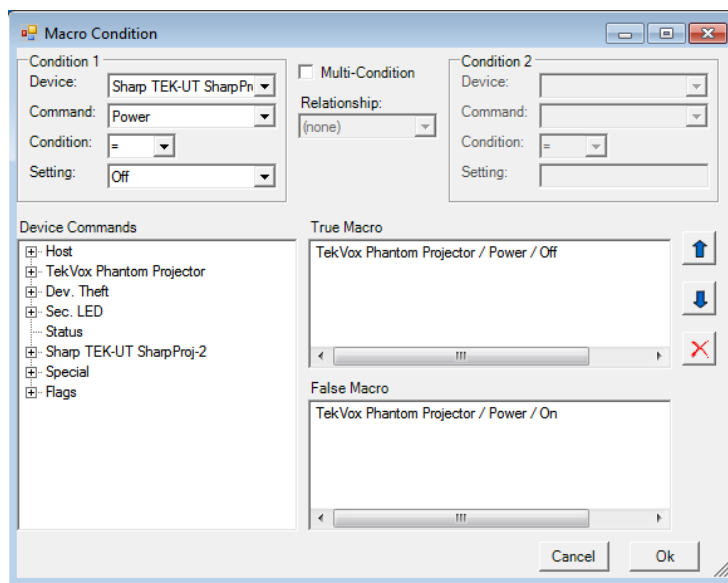 Macro Condition
Condition 1
Device:
Sharp TEK-UT SharpPr
Command:
Power
Condition:
=
Setting:
Off
Multi-Condition
Relationship:
(none)
Condition 2
Device:
Command:
Condition:
=
Setting:
Device Commands
Host
TekVox Phantom Projector
Dev. Theft
Sec. LED
Status
Sharp TEK-UT SharpProj-2
Special
Flags
True Macro
TekVox Phantom Projector / Power / Off
False Macro
TekVox Phantom Projector / Power / On
Cancel
Ok